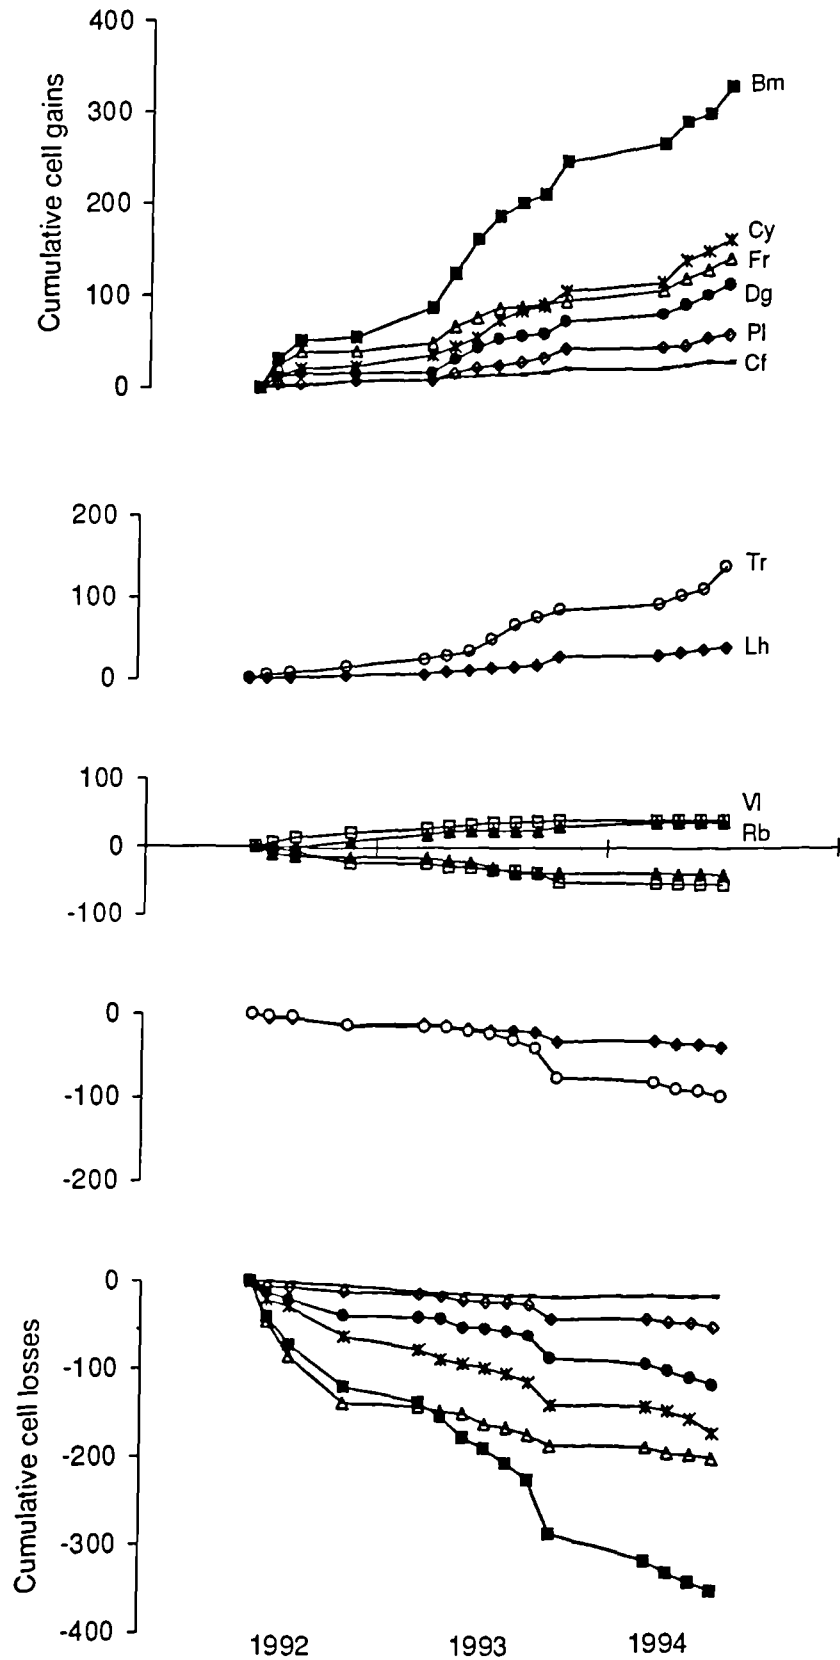 400
Bm
300
Cumulative cell gains
200
Cy
Fr
100
Dg
Pl
Cf
0
200
Tr
100
Lh
0
100
Vl
Rb
0
-100
0
-100
-200
0
-100
Cumulative cell losses
-200
-300
-400
1992 1993 1994